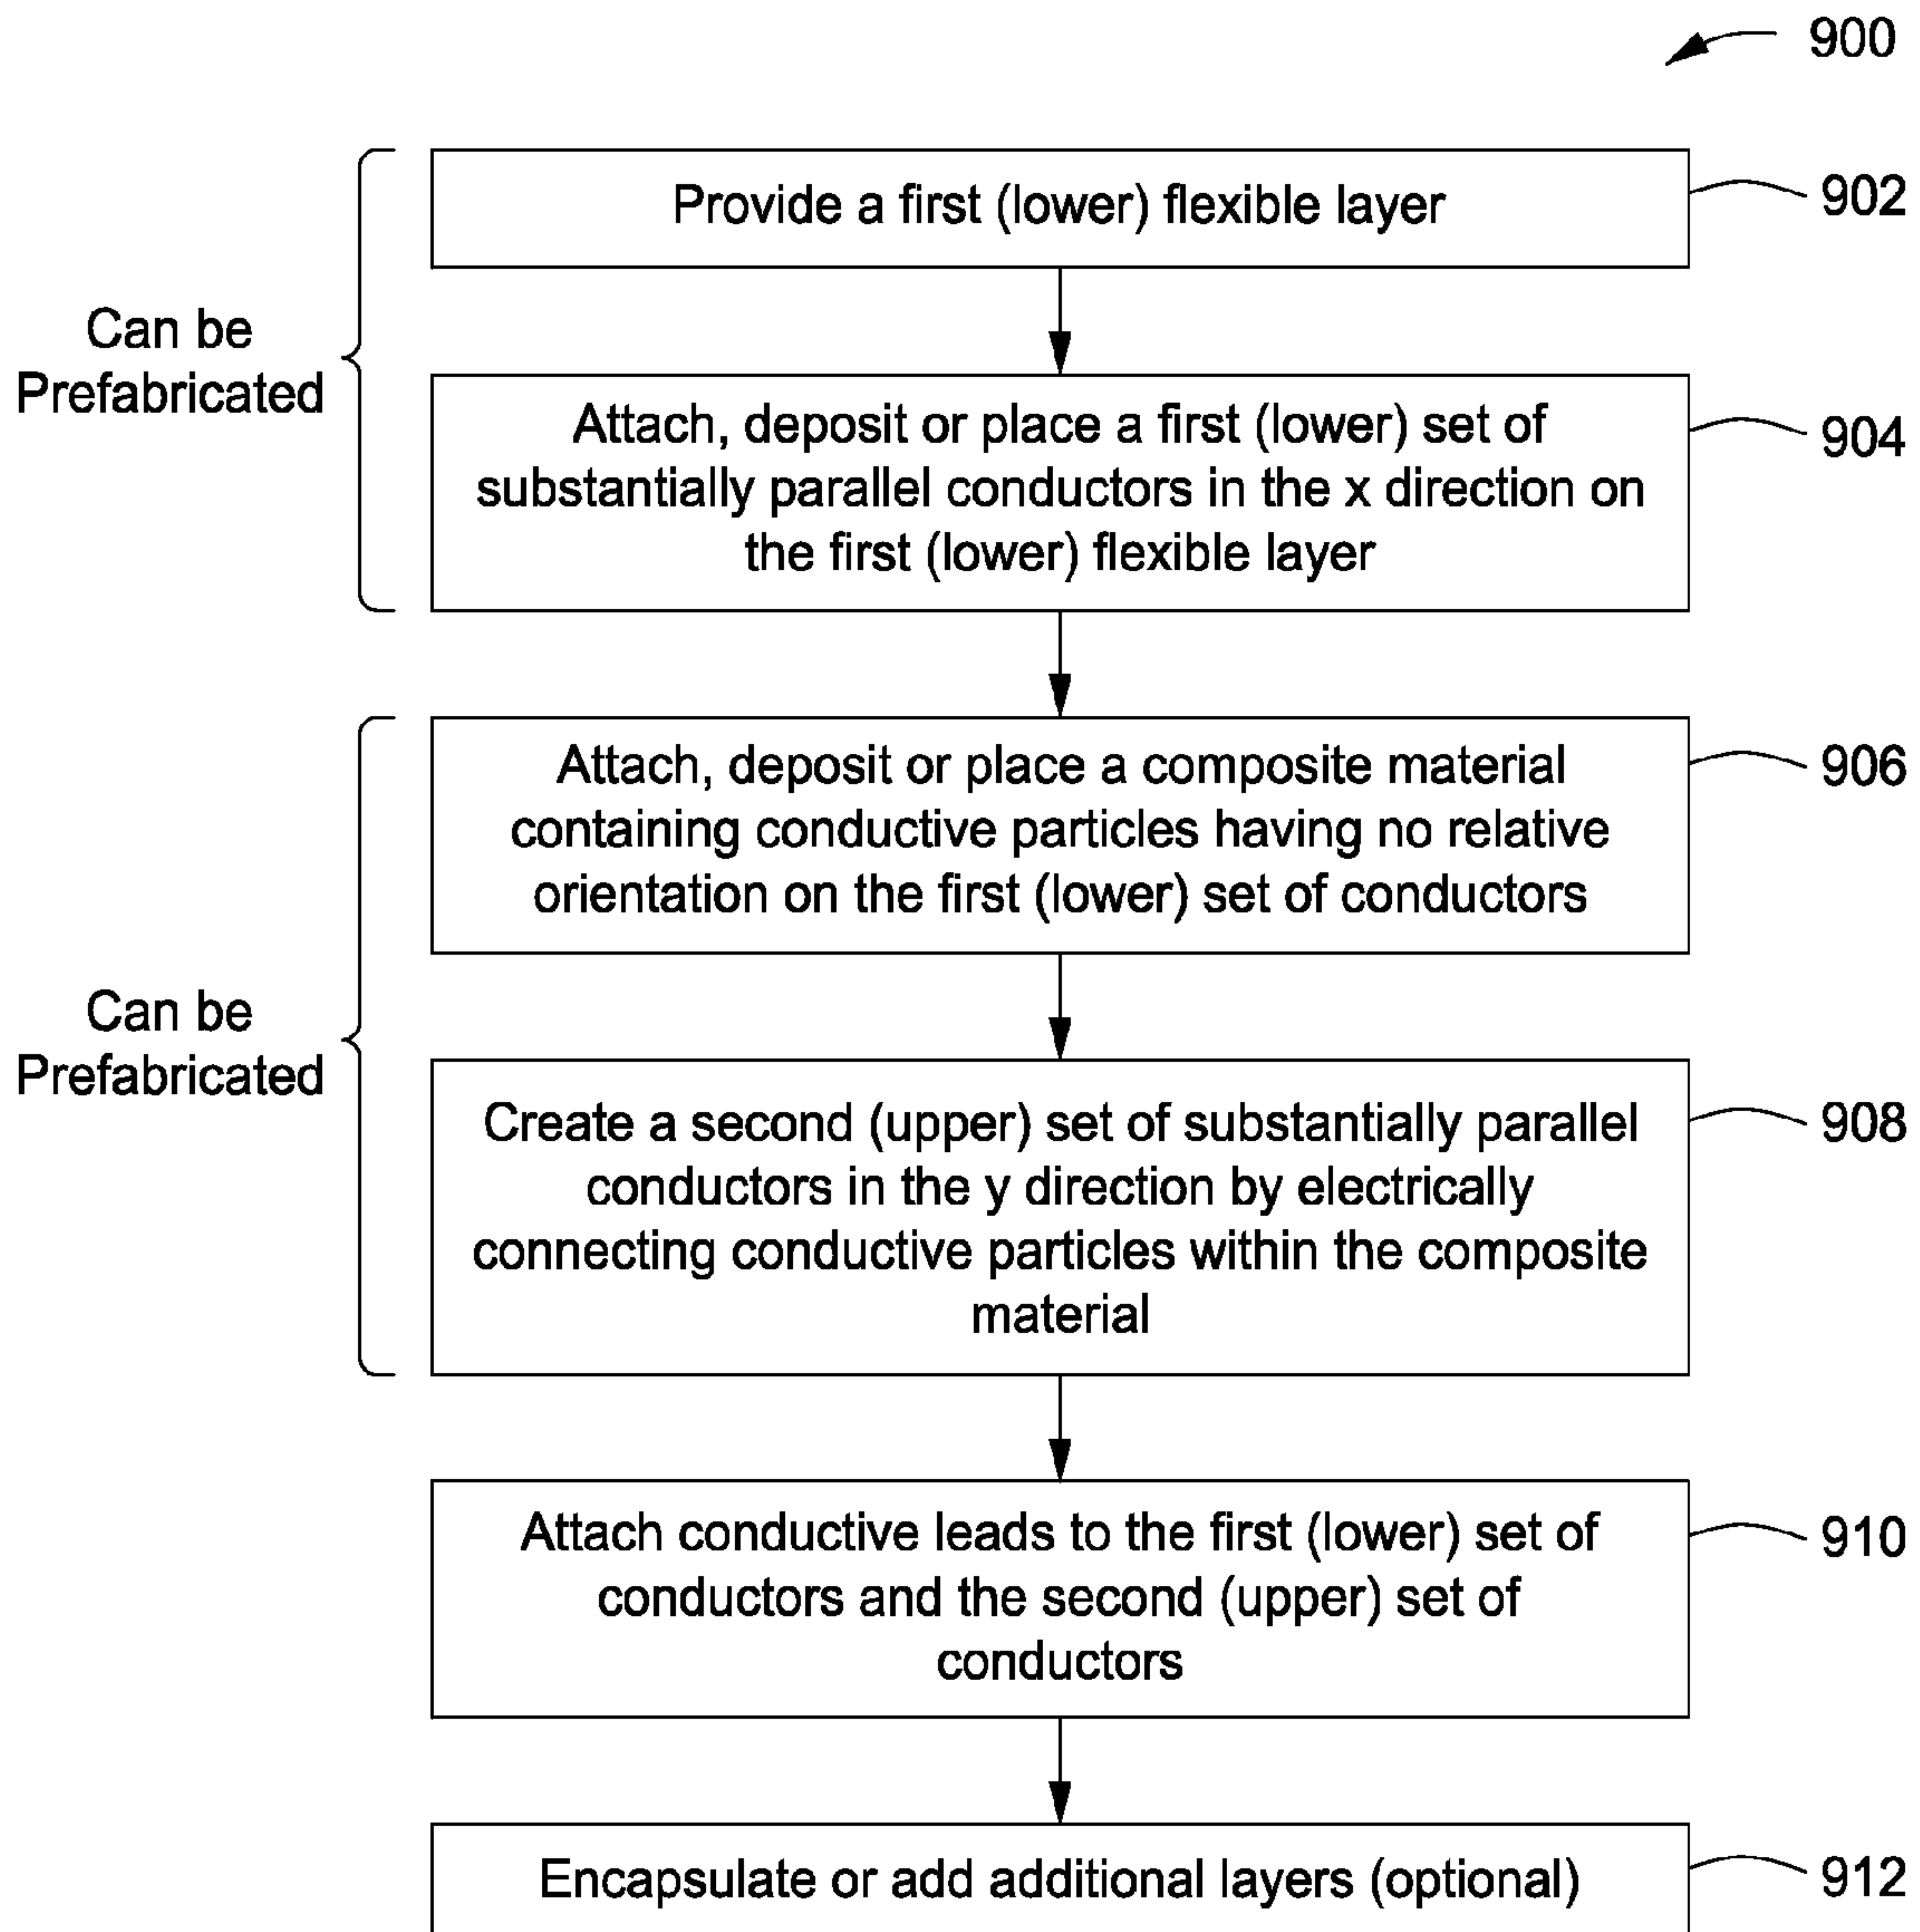 900
Provide a first (lower) flexible layer
902
Can be
Prefabricated
Attach, deposit or place a first (lower) set of
substantially parallel conductors in the x direction on
the first (lower) flexible layer
904
Attach, deposit or place a composite material
containing conductive particles having no relative
orientation on the first (lower) set of conductors
906
Can be
Prefabricated
Create a second (upper) set of substantially parallel
conductors in the y direction by electrically
connecting conductive particles within the composite
material
908
Attach conductive leads to the first (lower) set of
conductors and the second (upper) set of
conductors
910
Encapsulate or add additional layers (optional)
912